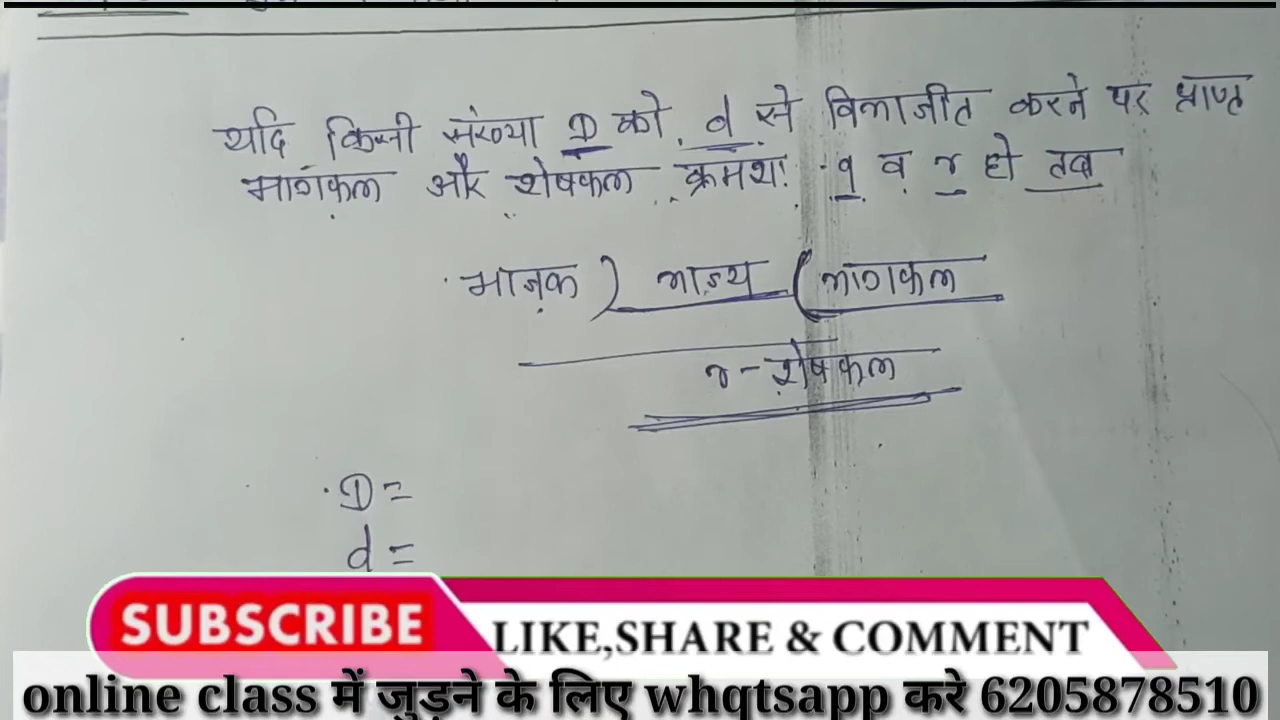 यदि किसी संख्या D को d से विभाजीत करने पर प्राप्त
भागफल और शेषफल क्रमशः q व r हो तब
भाजक ) भाज्य ( भागफल
r - शेषफल
D =
d =
SUBSCRIBE
LIKE,SHARE & COMMENT
online class में जुड़ने के लिए whqtsapp करे 6205878510